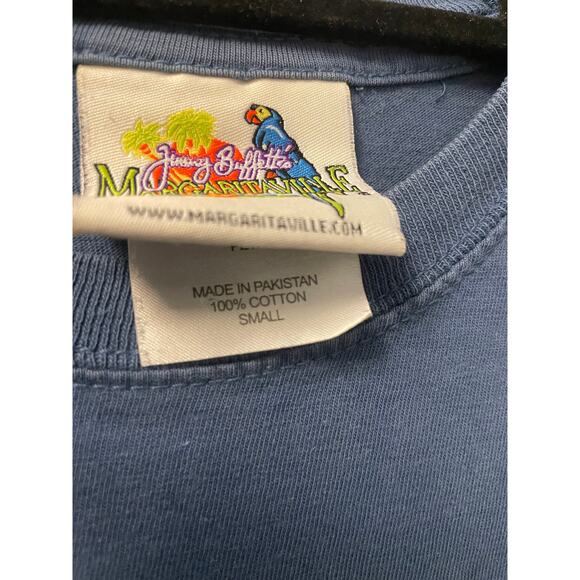 Jimmy Buffett's
MARGARITAVILLE
WWW.MARGARITAVILLE.COM
MADE IN PAKISTAN
100% COTTON
SMALL